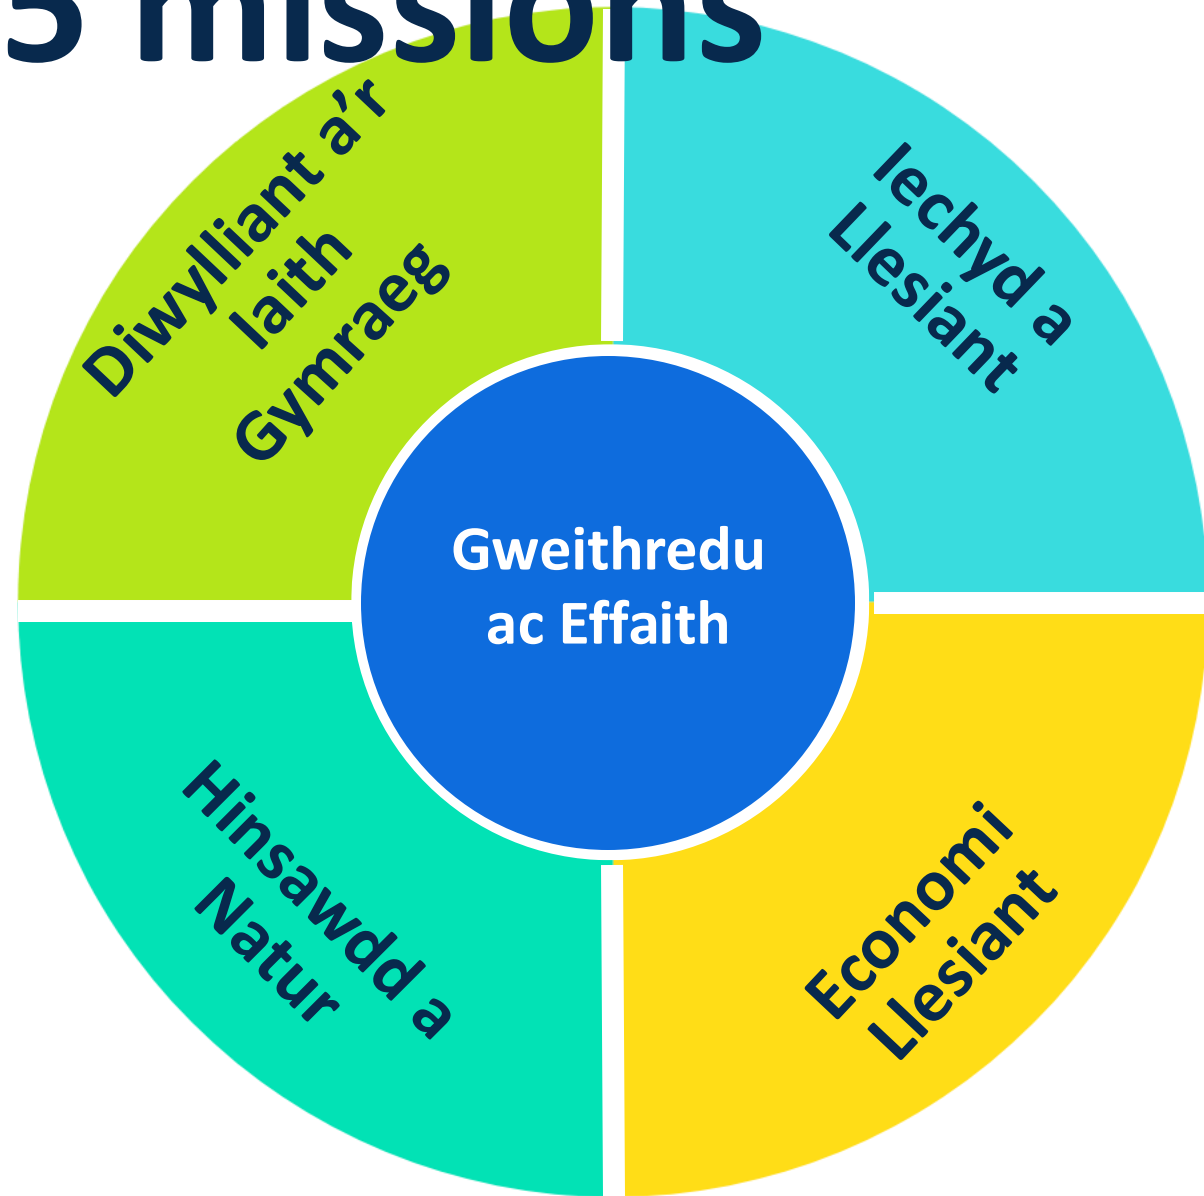 5 missions
Diwylliant a'r
Iaith
Gymraeg
Iechyd a
Llesiant
Gweithredu
ac Effaith
Hinsawdd a
Natur
Economi
Llesiant